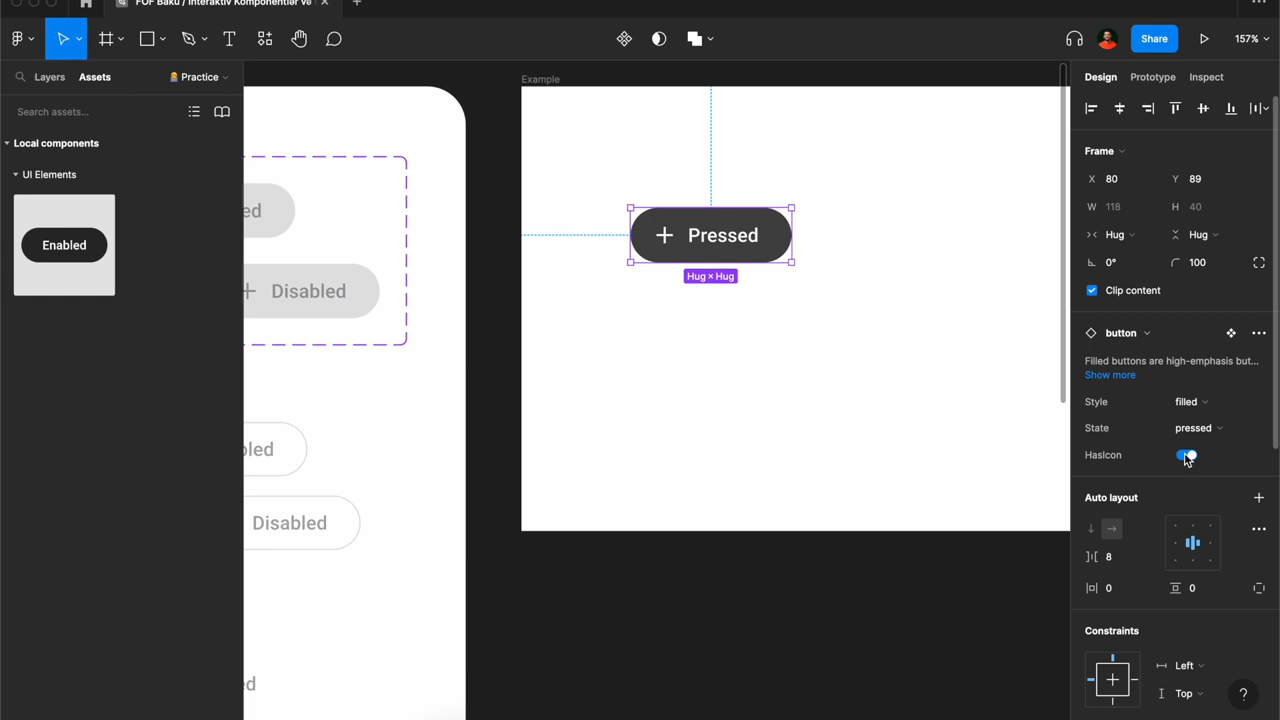 FOF Baku / İnteraktiv Komponentlər və
Share
157%
Layers
Assets
Practice
Search assets...
Local components
UI Elements
Enabled
ed
Disabled
bled
Disabled
ed
Example
Pressed
Hug × Hug
Design
Prototype
Inspect
Frame
X 80
Y 89
W 118
H 40
Hug
Hug
0°
100
Clip content
button
Filled buttons are high-emphasis but...
Show more
Style filled
State pressed
HasIcon
Auto layout
8
0
0
Constraints
Left
Top
?